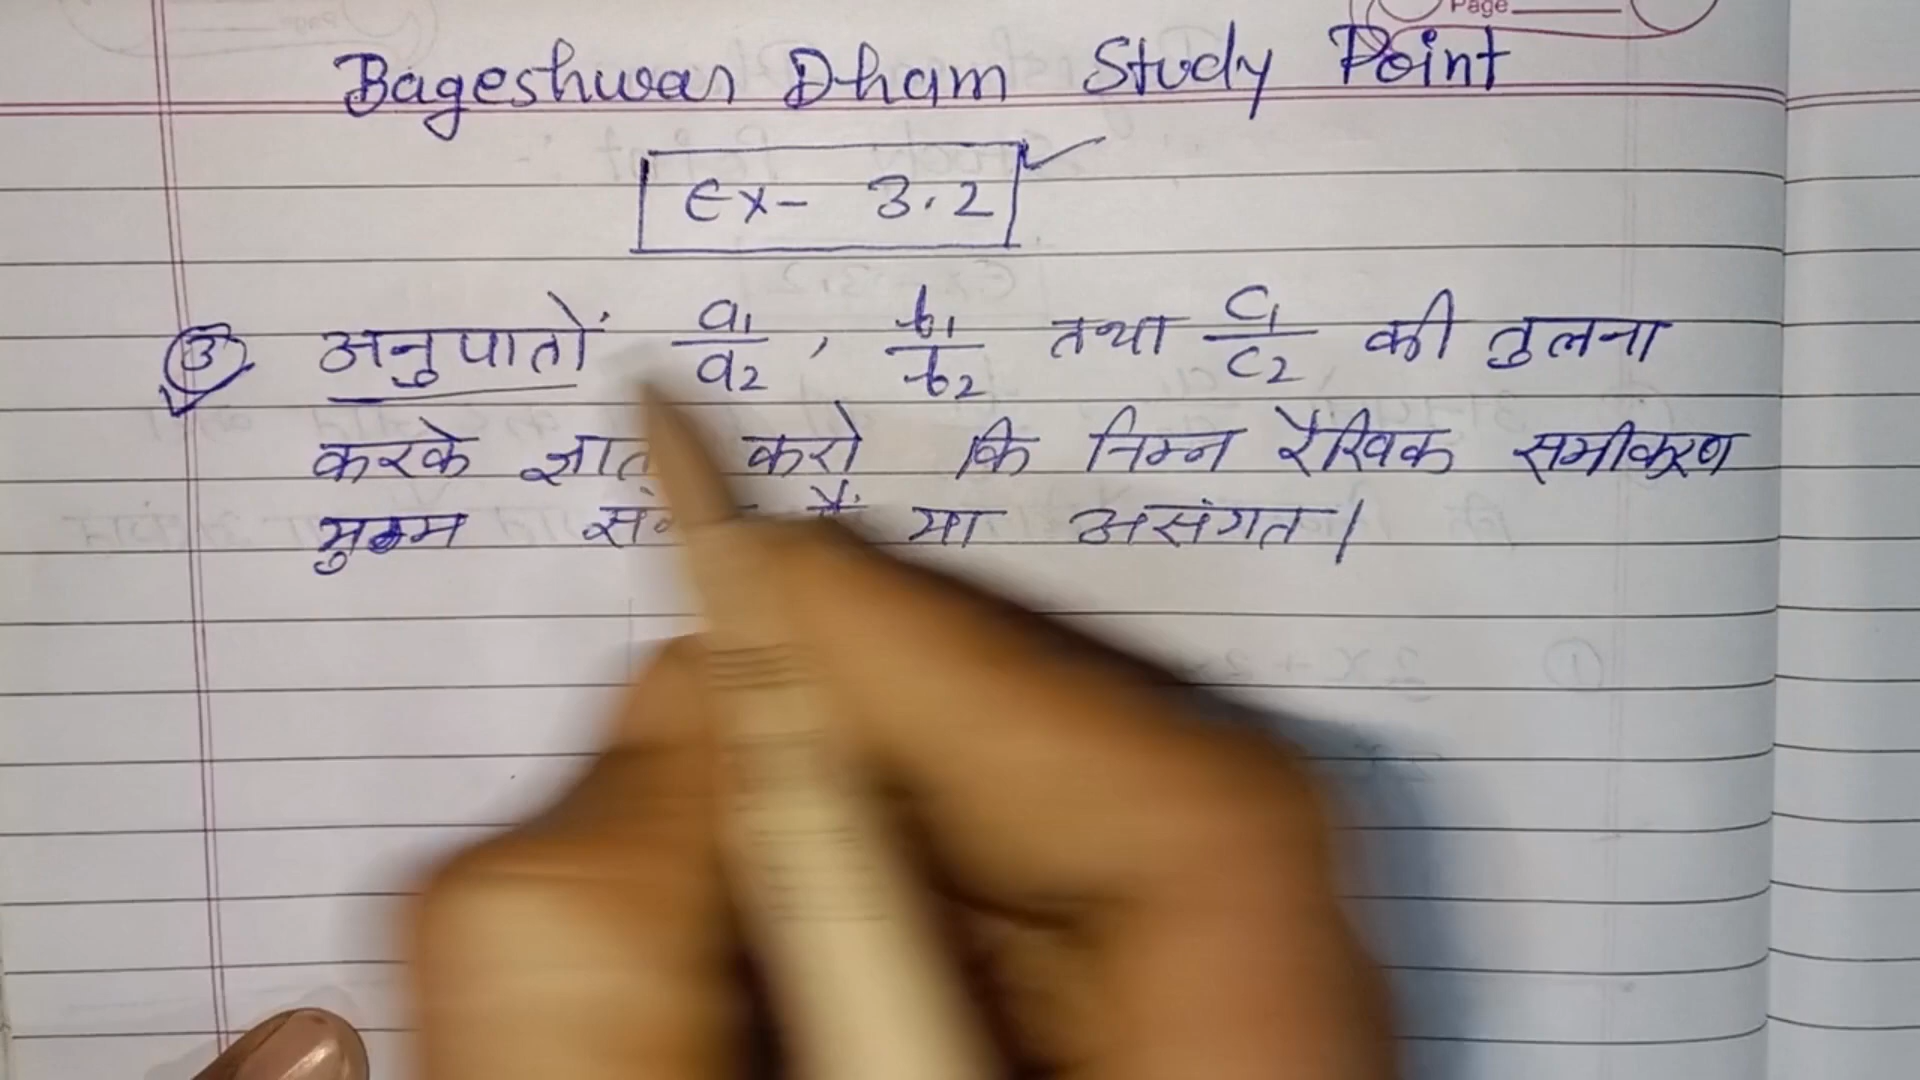 Page
Bageshwar Dham Study Point
Ex- 3.2
③ अनुपातों a₁/a₂, b₁/b₂ तथा c₁/c₂ की तुलना
करके ज्ञात करो कि निम्न रैखिक समीकरण
युग्म या असंगत।